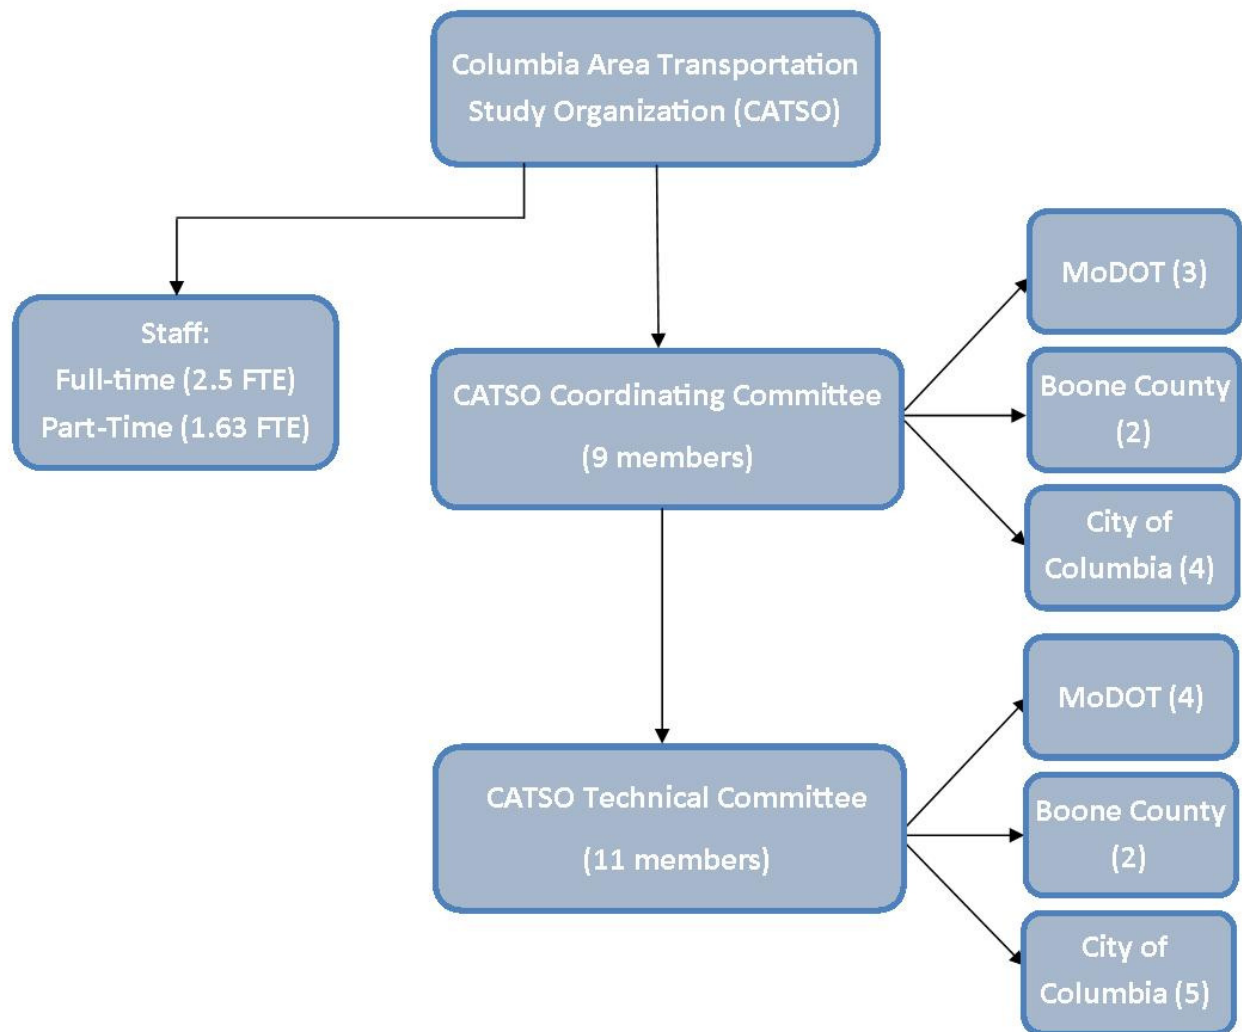 Columbia Area Transportation
Study Organization (CATSO)
Staff:
Full-time (2.5 FTE)
Part-Time (1.63 FTE)
CATSO Coordinating Committee
(9 members)
MoDOT (3)
Boone County
(2)
City of
Columbia (4)
CATSO Technical Committee
(11 members)
MoDOT (4)
Boone County
(2)
City of
Columbia (5)